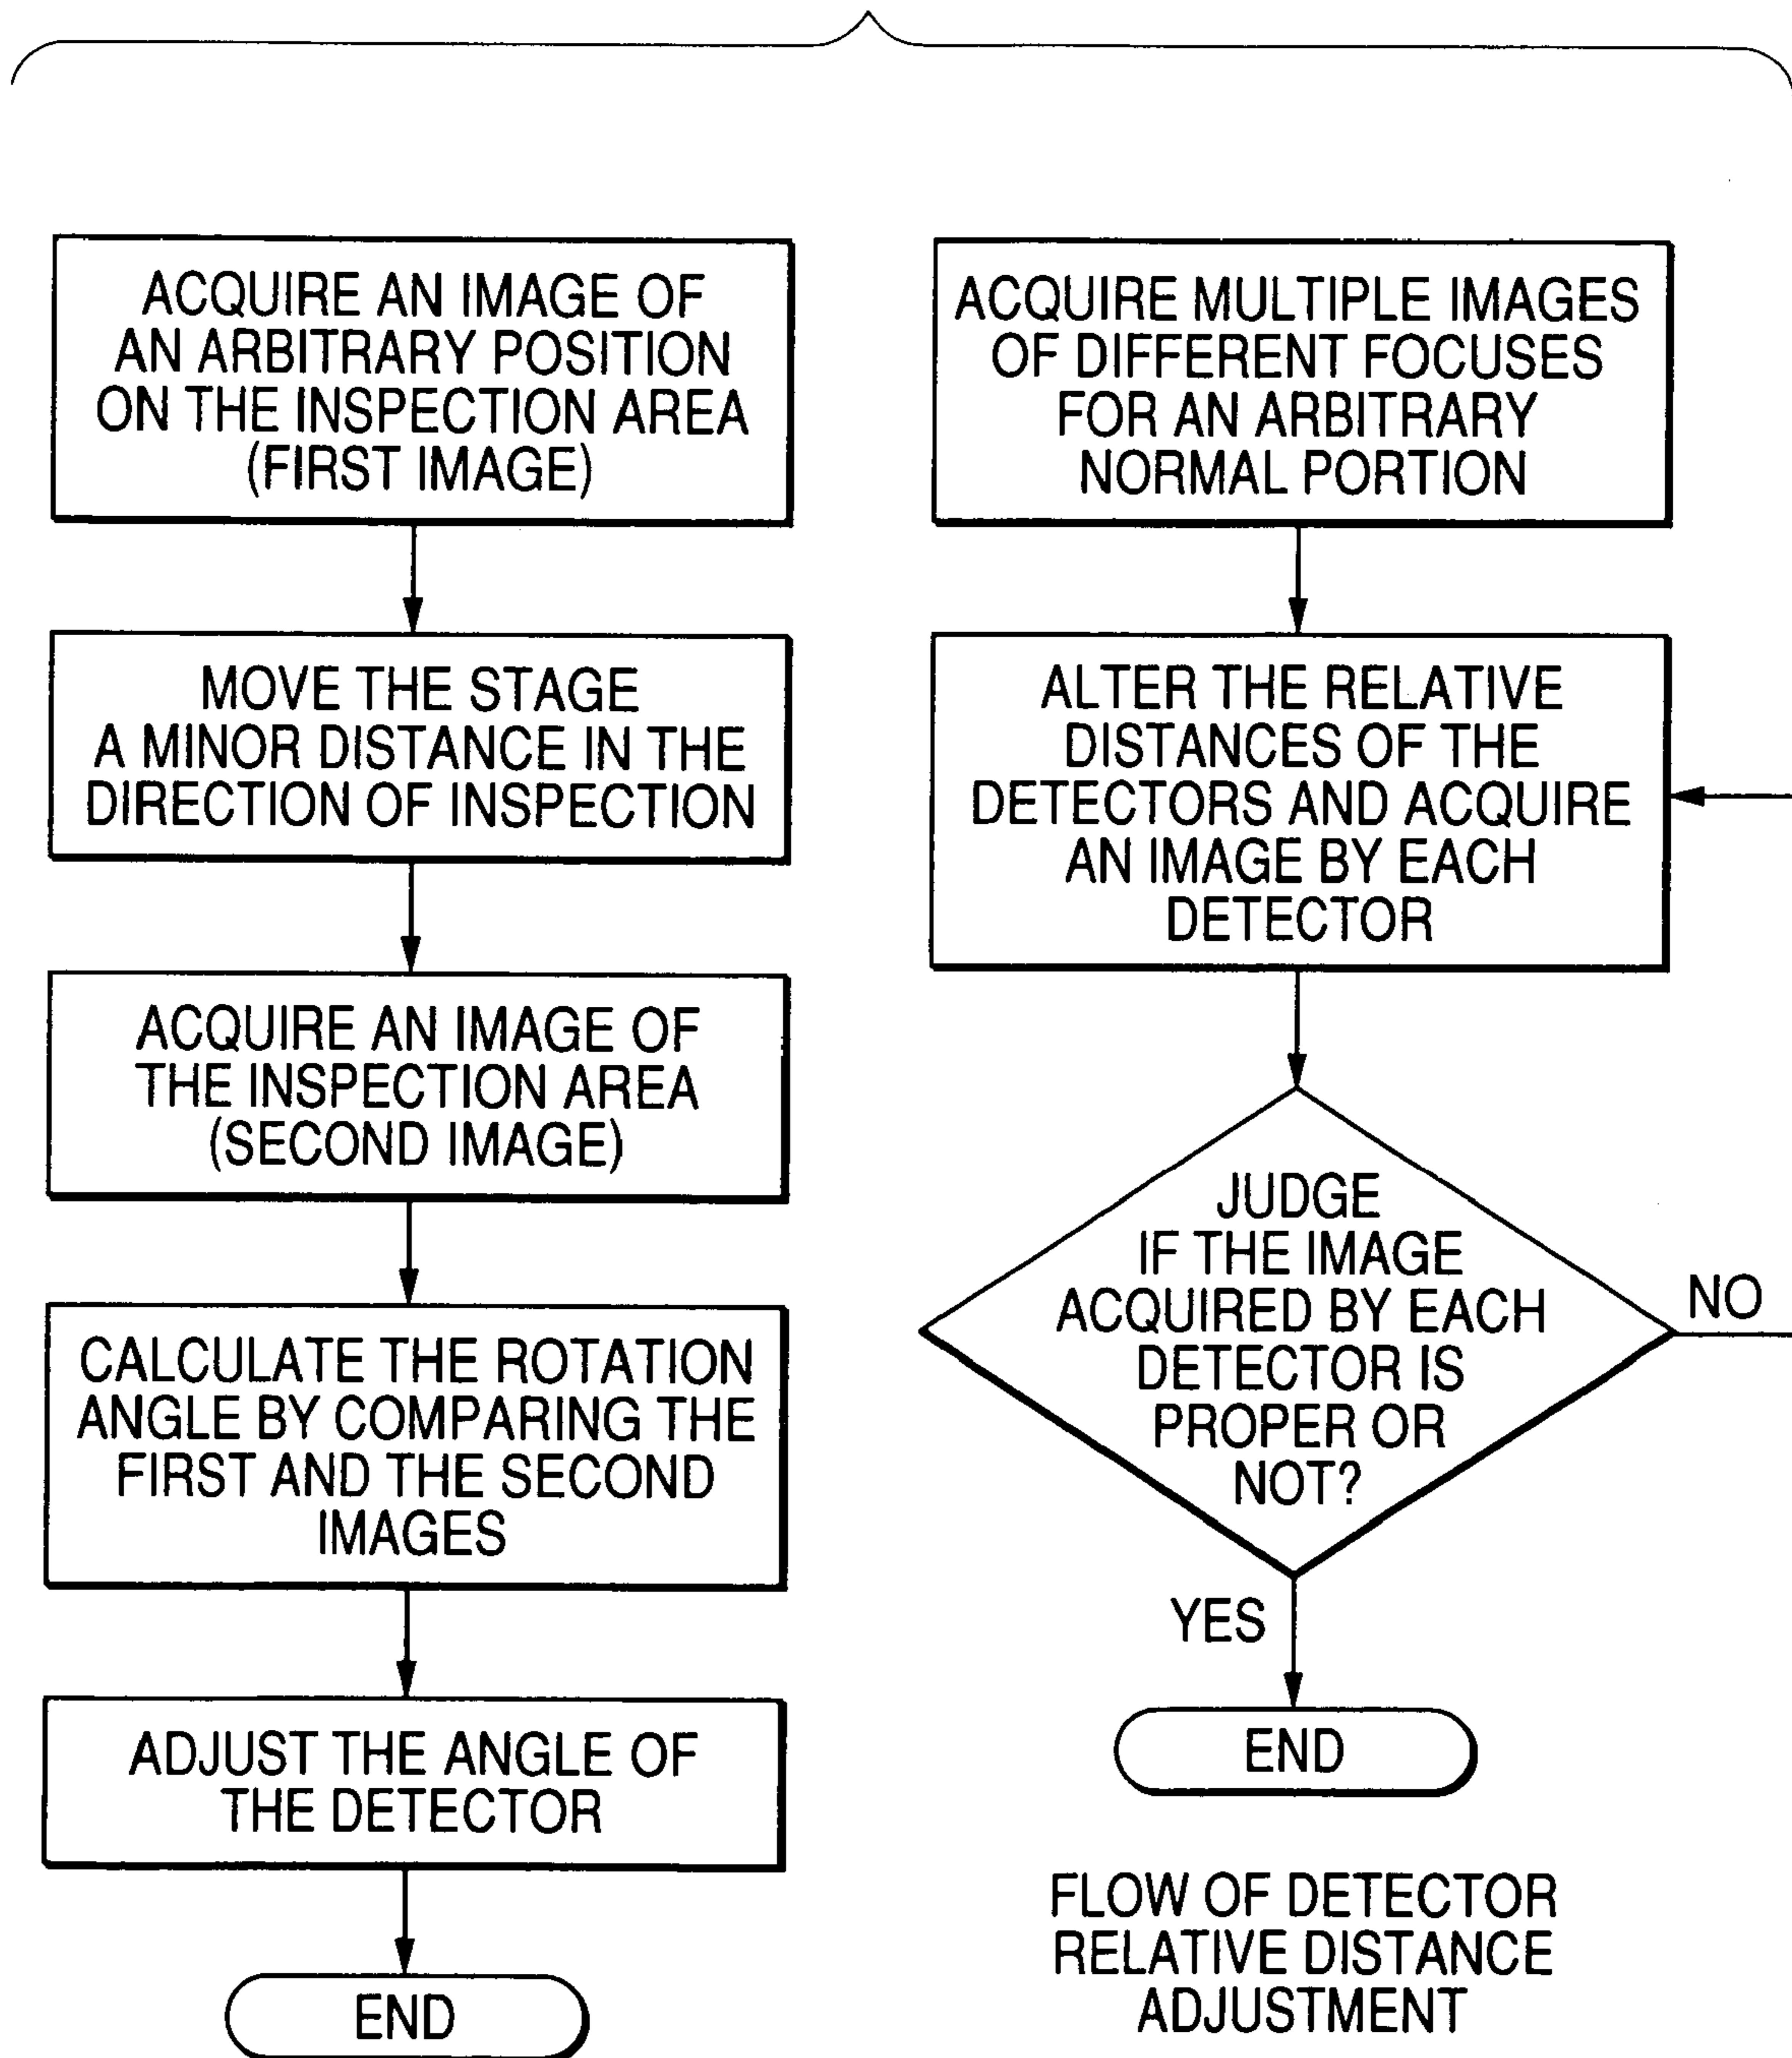 ACQUIRE AN IMAGE OF
AN ARBITRARY POSITION
ON THE INSPECTION AREA
(FIRST IMAGE)
MOVE THE STAGE
A MINOR DISTANCE IN THE
DIRECTION OF INSPECTION
ACQUIRE AN IMAGE OF
THE INSPECTION AREA
(SECOND IMAGE)
CALCULATE THE ROTATION
ANGLE BY COMPARING THE
FIRST AND THE SECOND
IMAGES
ADJUST THE ANGLE OF
THE DETECTOR
END
ACQUIRE MULTIPLE IMAGES
OF DIFFERENT FOCUSES
FOR AN ARBITRARY
NORMAL PORTION
ALTER THE RELATIVE
DISTANCES OF THE
DETECTORS AND ACQUIRE
AN IMAGE BY EACH
DETECTOR
JUDGE
IF THE IMAGE
ACQUIRED BY EACH
DETECTOR IS
PROPER OR
NOT?
NO
YES
END
FLOW OF DETECTOR
RELATIVE DISTANCE
ADJUSTMENT